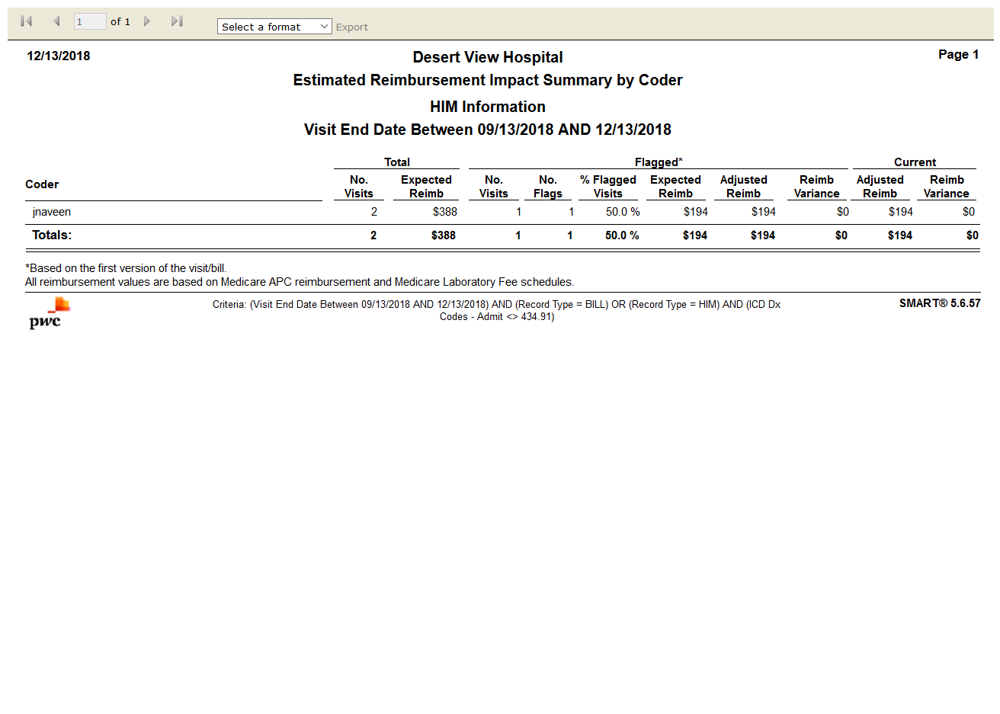 1 of 1 Select a format Export
12/13/2018 Desert View Hospital Page 1
Estimated Reimbursement Impact Summary by Coder
HIM Information
Visit End Date Between 09/13/2018 AND 12/13/2018
Total Flagged* Current
Coder No. Visits Expected Reimb No. Visits No. Flags % Flagged Visits Expected Reimb Adjusted Reimb Reimb Variance Adjusted Reimb Reimb Variance
jnaveen 2 $388 1 1 50.0 % $194 $194 $0 $194 $0
Totals: 2 $388 1 1 50.0 % $194 $194 $0 $194 $0
*Based on the first version of the visit/bill.
All reimbursement values are based on Medicare APC reimbursement and Medicare Laboratory Fee schedules.
pwc
Criteria: (Visit End Date Between 09/13/2018 AND 12/13/2018) AND (Record Type = BILL) OR (Record Type = HIM) AND (ICD Dx
Codes - Admit <> 434.91)
SMART® 5.6.57